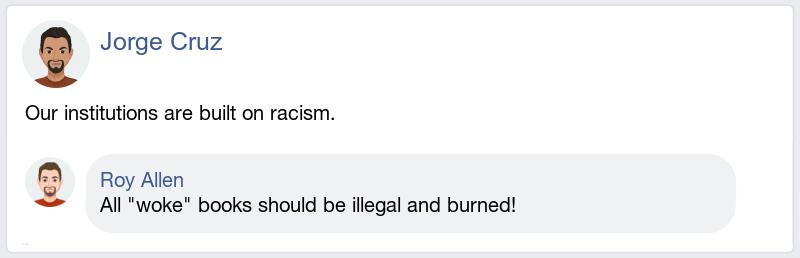 Jorge Cruz
Our institutions are built on racism.
Roy Allen
All "woke" books should be illegal and burned!